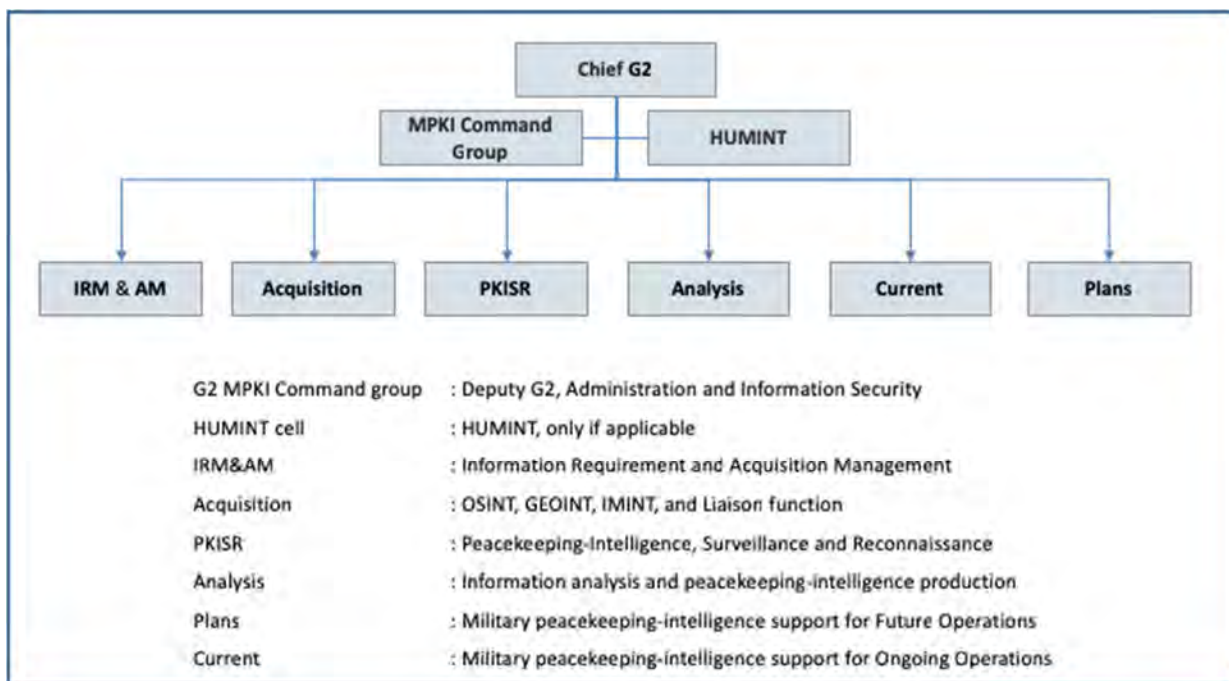 Chief G2
MPKI Command
Group
HUMINT
IRM & AM
Acquisition
PKISR
Analysis
Current
Plans
G2 MPKI Command group : Deputy G2, Administration and Information Security
HUMINT cell : HUMINT, only if applicable
IRM&AM : Information Requirement and Acquisition Management
Acquisition : OSINT, GEOINT, IMINT, and Liaison function
PKISR : Peacekeeping-Intelligence, Surveillance and Reconnaissance
Analysis : Information analysis and peacekeeping-intelligence production
Plans : Military peacekeeping-intelligence support for Future Operations
Current : Military peacekeeping-intelligence support for Ongoing Operations